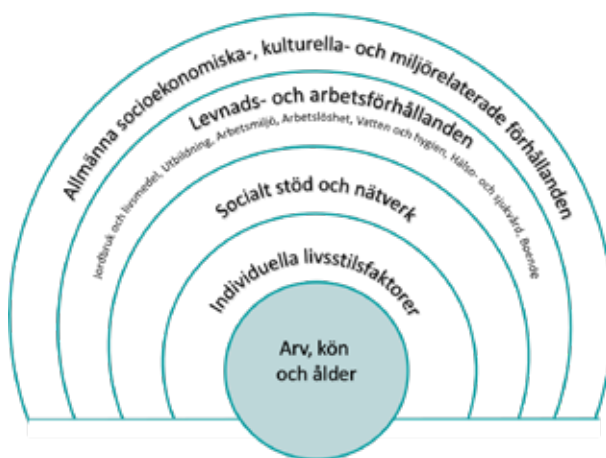 Allmänna socioekonomiska-, kulturella- och miljörelaterade förhållanden
Levnads- och arbetsförhållanden
Jordbruk och livsmedel, Utbildning, Arbetsmiljö, Arbetslöshet, Vatten och hygien, Hälso- och sjukvård, Boende
Socialt stöd och nätverk
Individuella livsstilsfaktorer
Arv, kön
och ålder